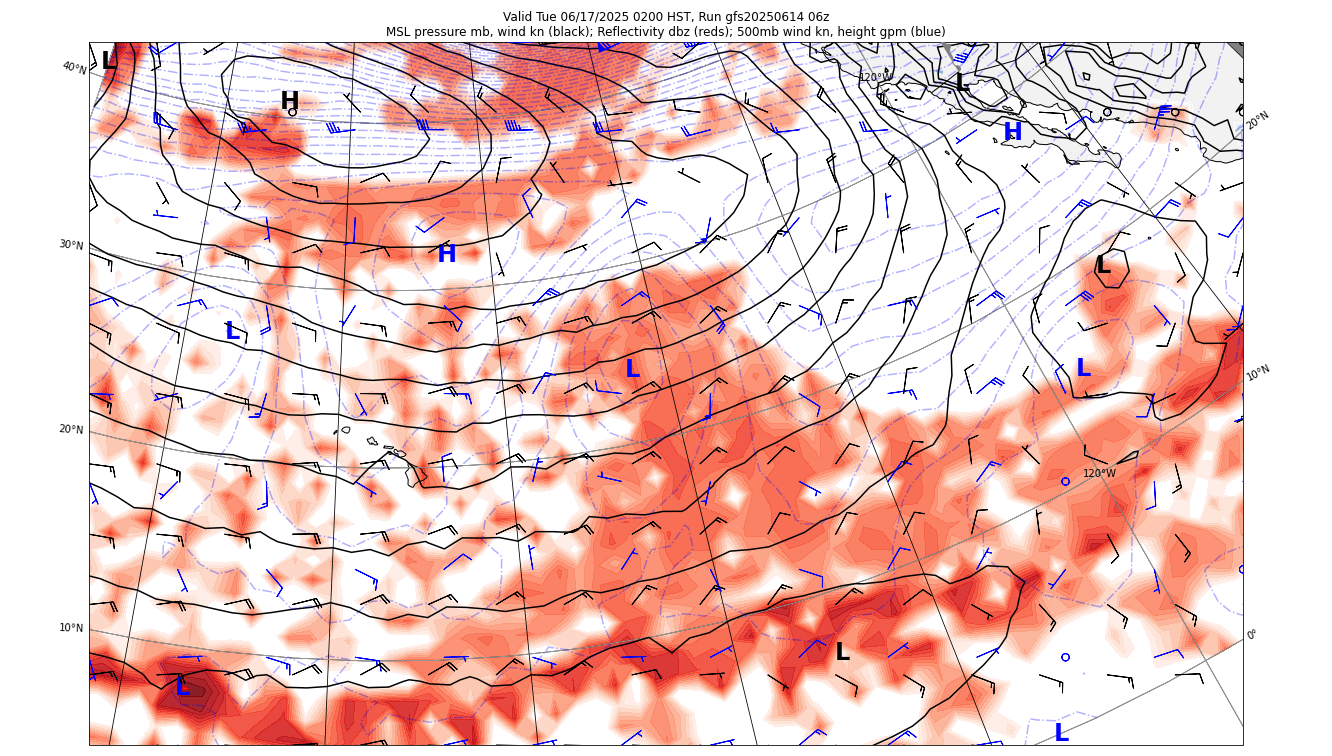 Valid Tue 06/17/2025 0200 HST, Run gfs20250614 06z
MSL pressure mb, wind kn (black); Reflectivity dbz (reds); 500mb wind kn, height gpm (blue)
L
40°N
120°W
L
H
H
20°N
30°N
H
L
L
L
L
10°N
20°N
120°W
10°N
0°
L
L
L